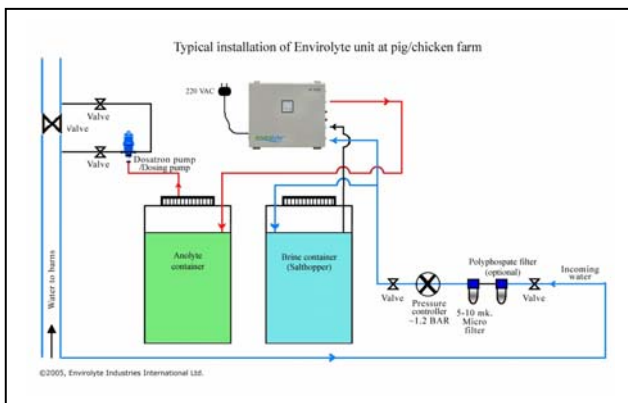 Typical installation of Envirolyte unit at pig/chicken farm
220 VAC
Valve
Valve
Valve
Dosatron pump
/Dosing pump
Anolyte
container
Brine container
(Salthopper)
Polyphospate filter
(optional)
Incoming
water
Valve
Pressure
controller
~1.2 BAR
5-10 mk.
Micro
filter
Valve
Water to barns
©2005, Envirolyte Industries International Ltd.